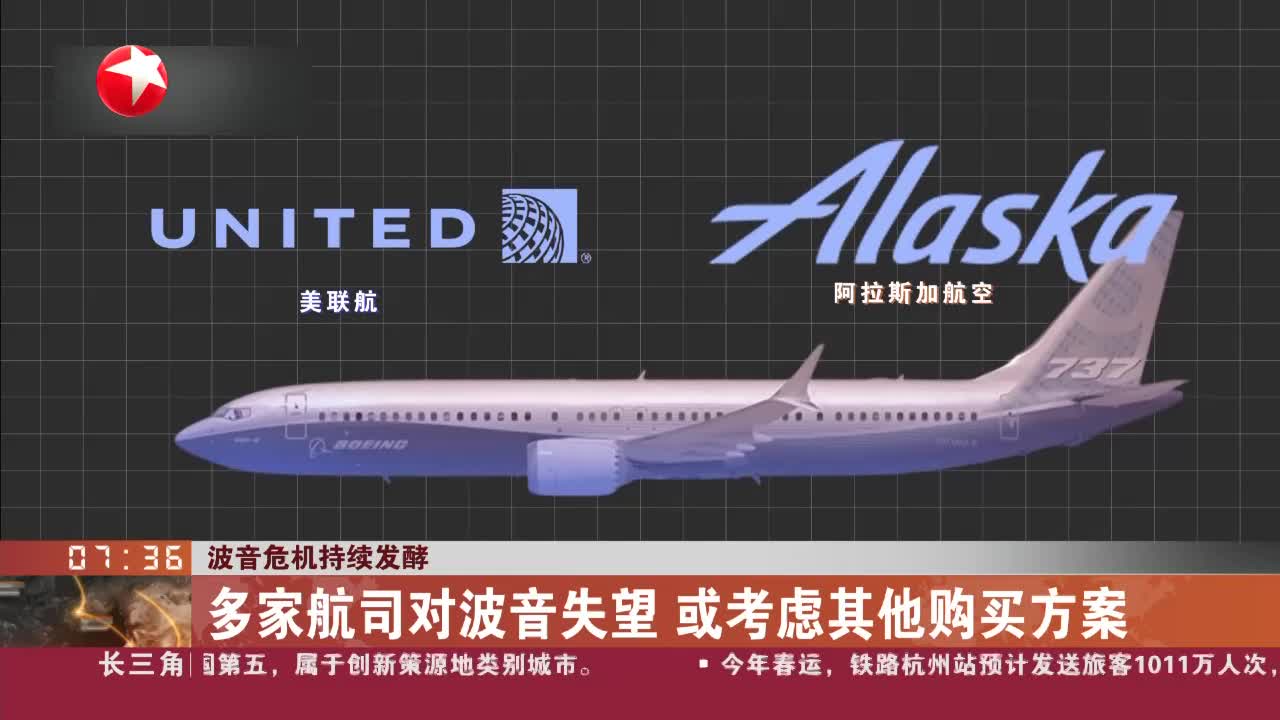 UNITED
Alaska
美联航
阿拉斯加航空
737
BOEING
07:36
波音危机持续发酵
多家航司对波音失望 或考虑其他购买方案
长三角
国第五，属于创新策源地类别城市。 ▪ 今年春运，铁路杭州站预计发送旅客1011万人次，